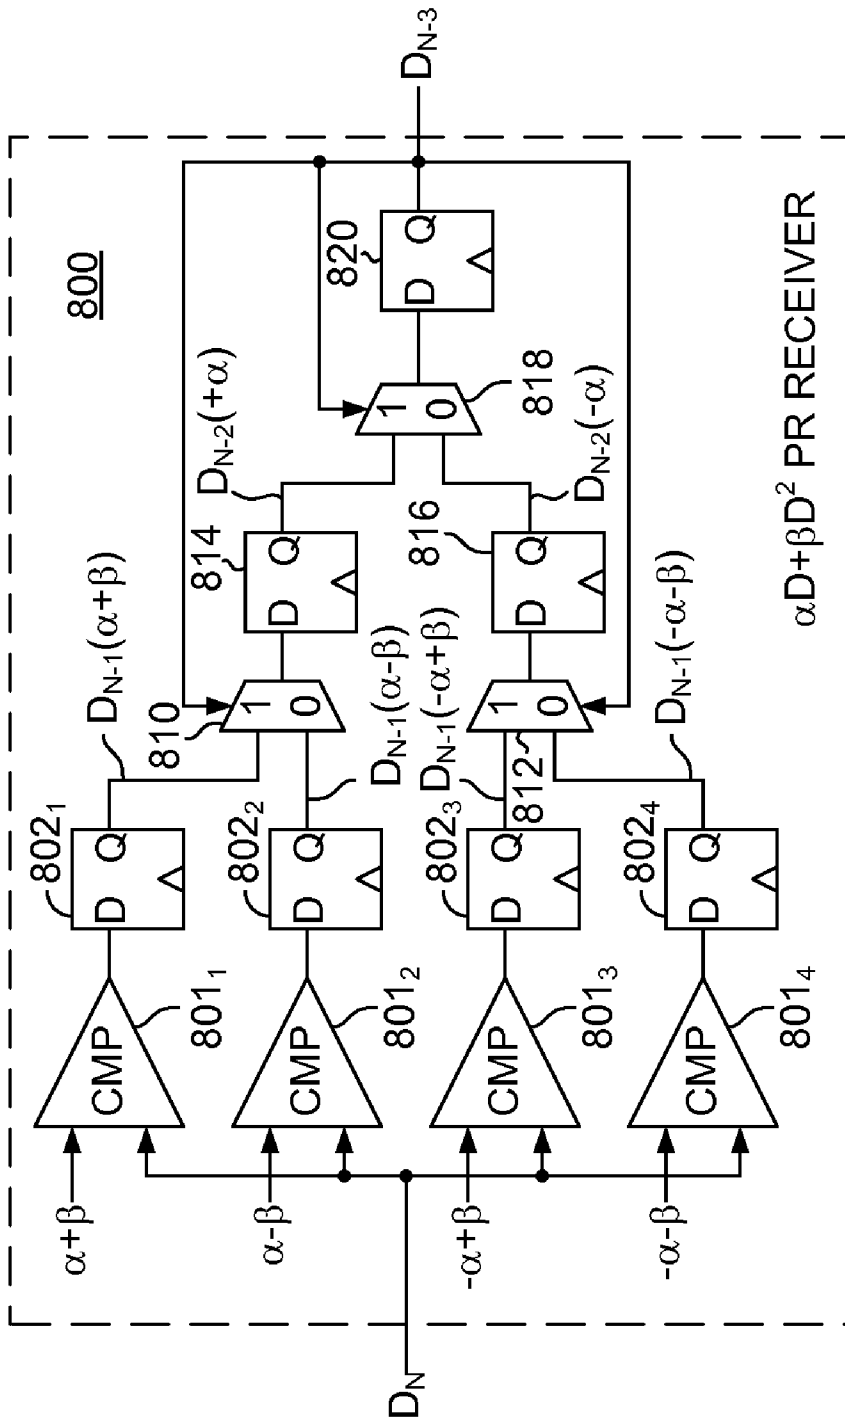 800
D_N
α+β
α-β
-α+β
-α-β
CMP
801_1
CMP
801_2
CMP
801_3
CMP
801_4
802_1
D Q
802_2
D Q
802_3
D Q
802_4
D Q
D_{N-1}(α+β)
D_{N-1}(α-β)
D_{N-1}(-α+β)
D_{N-1}(-α-β)
810
1
0
812
1
0
814
D Q
816
D Q
D_{N-2}(+α)
D_{N-2}(-α)
1
0
818
820
D Q
D_{N-3}
αD+βD² PR RECEIVER